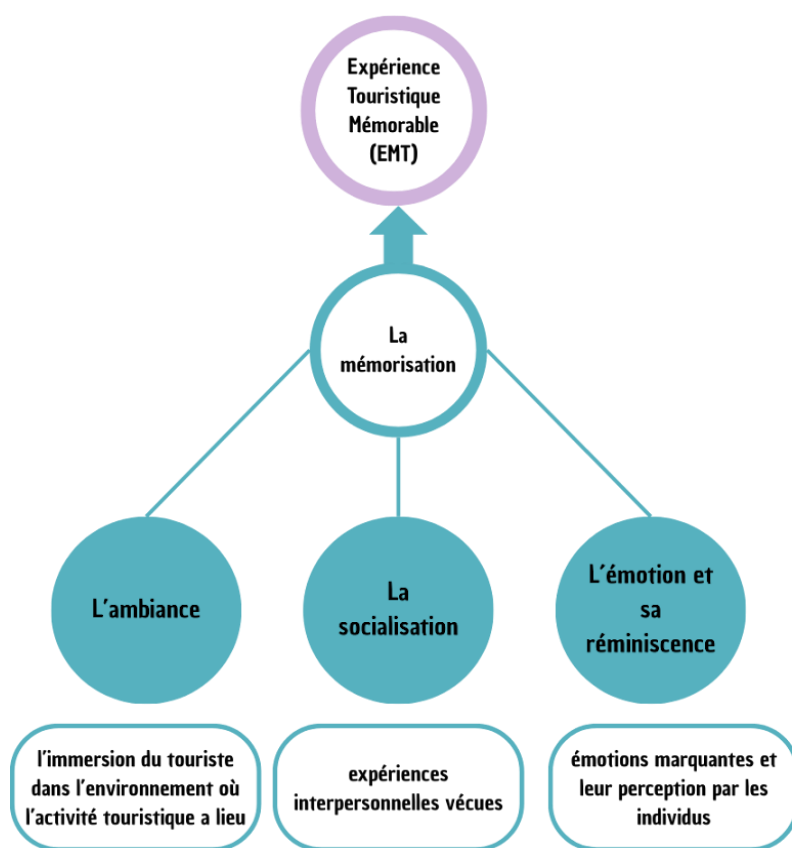 Expérience
Touristique
Mémorable
(EMT)
La
mémorisation
L'ambiance
La
socialisation
L'émotion et
sa
réminiscence
l'immersion du touriste
dans l'environnement où
l'activité touristique a lieu
expériences
interpersonnelles vécues
émotions marquantes et
leur perception par les
individus